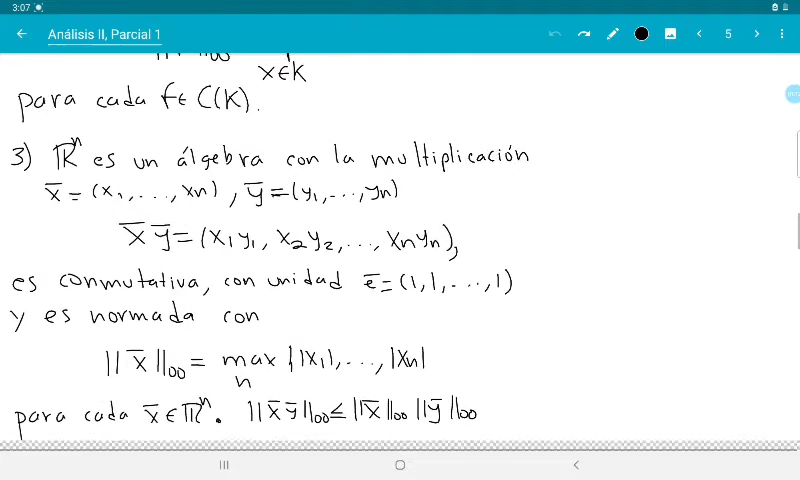 3:07
Análisis II, Parcial 1
5
x∈K
para cada f∈ C(K).
3) ℝⁿ es un álgebra con la multiplicación
x̄ = (x₁, ..., xn), ȳ = (y₁, ..., yn)
x̄ ȳ = (x₁y₁, x₂y₂, ..., xnyn),
es conmutativa, con unidad ē = (1, 1, ..., 1)
y es normada con
||x̄||∞ = max {|x₁|, ..., |xn|
n
para cada x̄ ∈ ℝⁿ. ||x̄ȳ||∞ ≤ ||x̄||∞ ||ȳ||∞